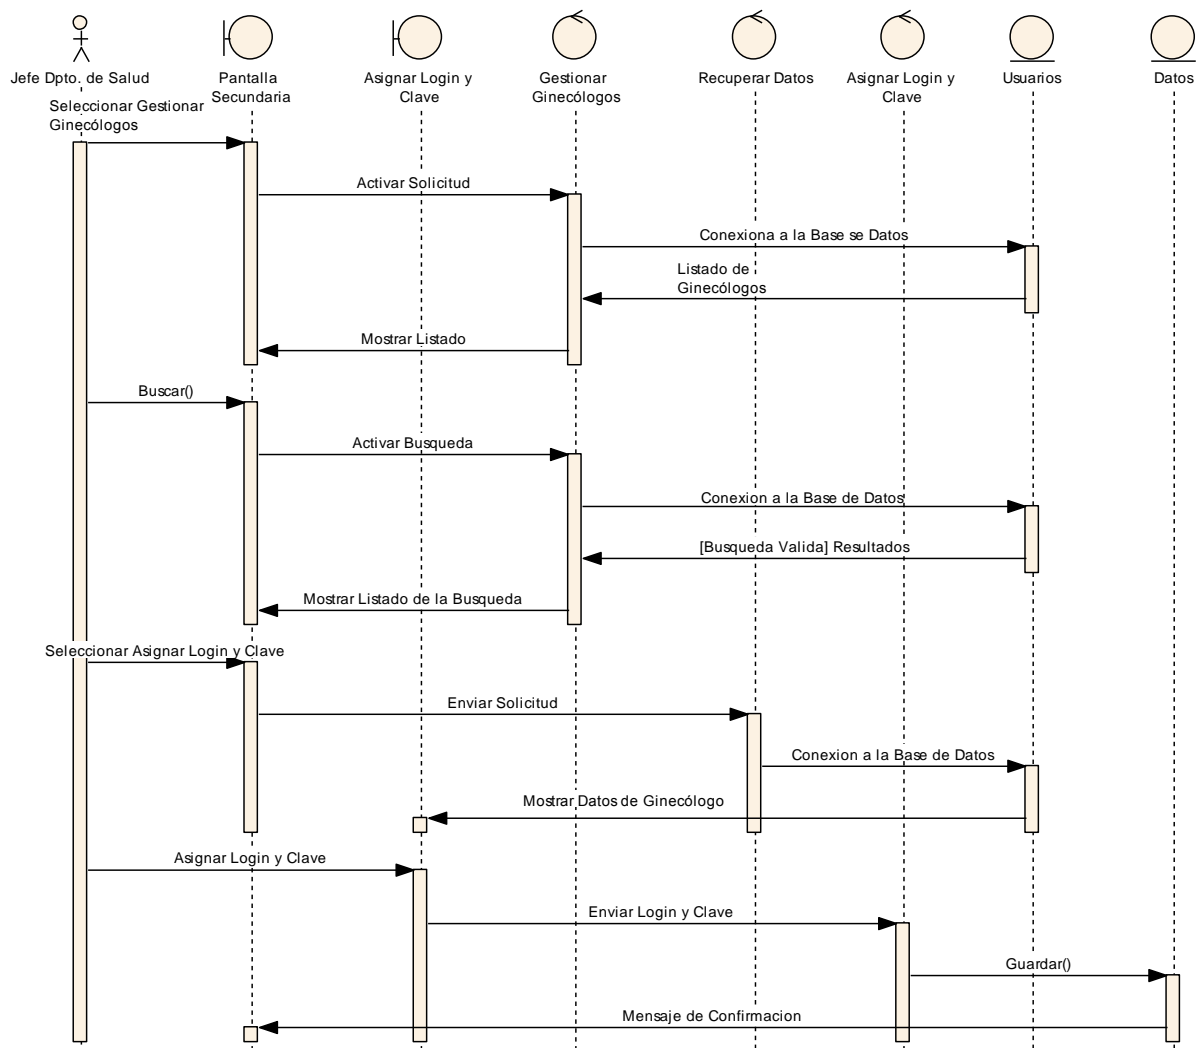 Jefe Dpto. de Salud
Pantalla
Secundaria
Asignar Login y
Clave
Gestionar
Ginecólogos
Recuperar Datos
Asignar Login y
Clave
Usuarios
Datos
Seleccionar Gestionar
Ginecólogos
Activar Solicitud
Conexiona a la Base se Datos
Listado de
Ginecólogos
Mostrar Listado
Buscar()
Activar Busqueda
Conexion a la Base de Datos
[Busqueda Valida] Resultados
Mostrar Listado de la Busqueda
Seleccionar Asignar Login y Clave
Enviar Solicitud
Conexion a la Base de Datos
Mostrar Datos de Ginecólogo
Asignar Login y Clave
Enviar Login y Clave
Guardar()
Mensaje de Confirmacion